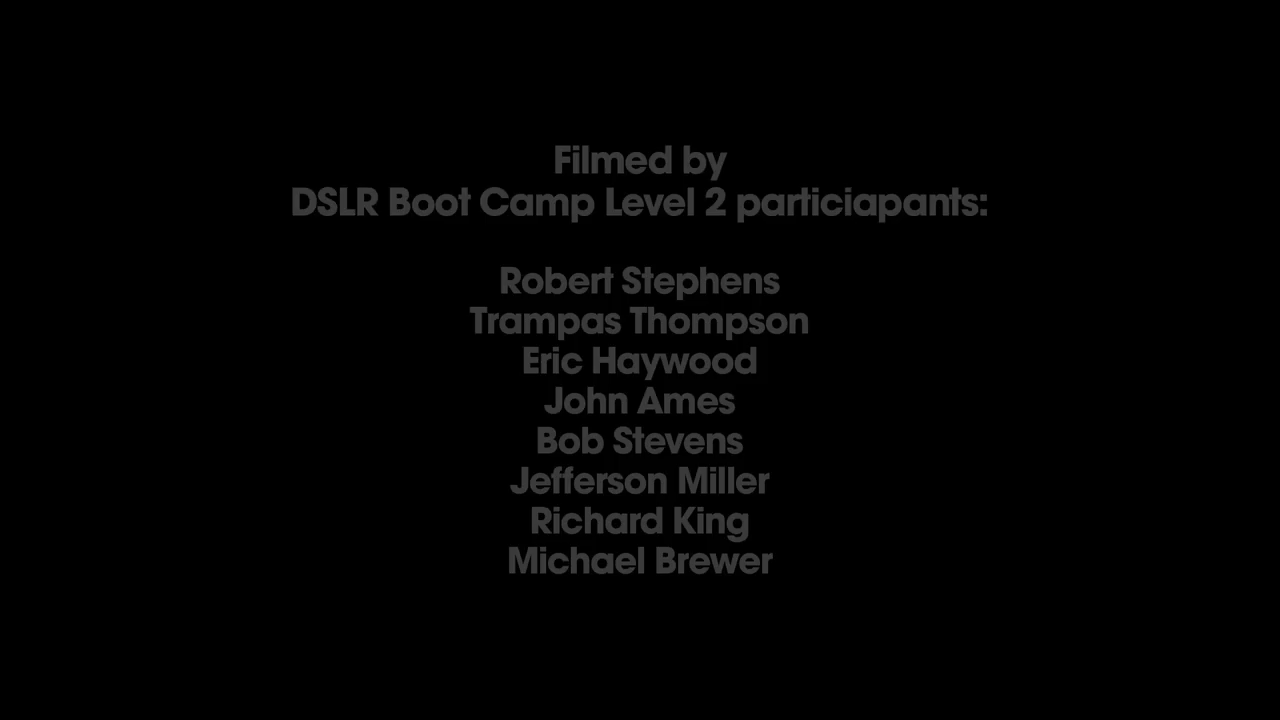 Filmed by
DSLR Boot Camp Level 2 particiapants:
Robert Stephens
Trampas Thompson
Eric Haywood
John Ames
Bob Stevens
Jefferson Miller
Richard King
Michael Brewer